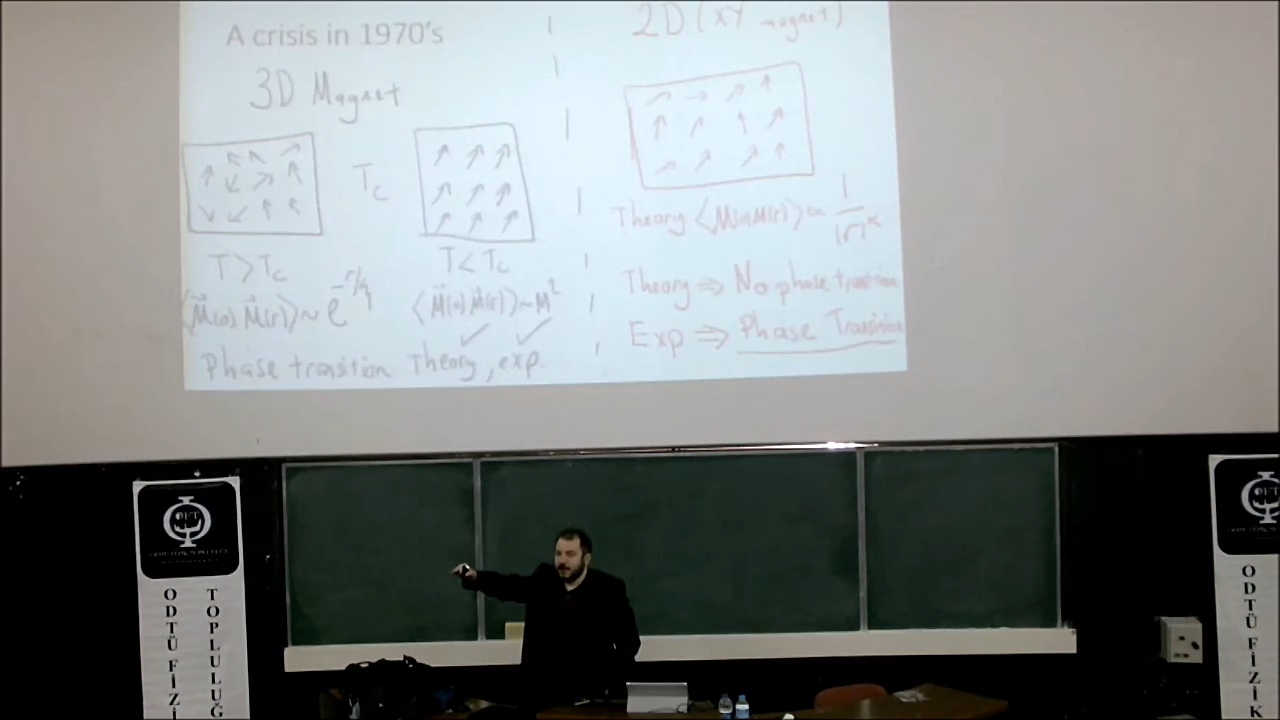 A crisis in 1970's
3D Magnet
T_c
T > T_c
T < T_c
⟨M⃗(0) M⃗(r)⟩ ~ e^{-r/ξ}
⟨M⃗(0) M⃗(r)⟩ ~ M²
Phase transition Theory, exp
2D (XY magnet)
Theory ⟨M(0)M(r)⟩ ∝ 1/|r|^α
Theory ⇒ No phase transition
Exp ⇒ Phase Transition
ODTÜ FİZİ
TOPLULUĞ
ODTÜ FİZİK